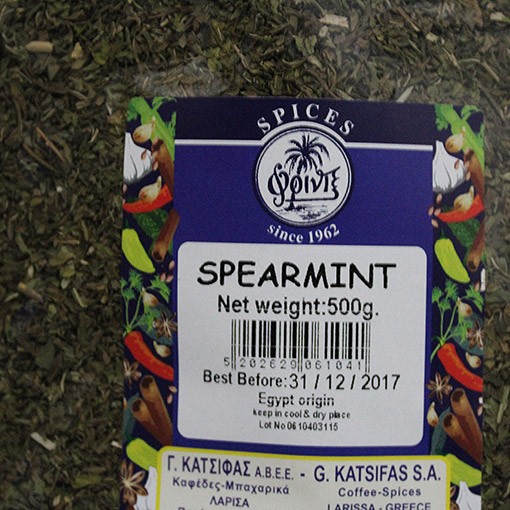 SPICES
Φρίντζ
since 1962
SPEARMINT
Net weight:500g.
5 202629 061041
Best Before: 31 / 12 / 2017
Egypt origin
keep in cool & dry place
Lot No 0610403115
Γ. ΚΑΤΣΙΦΑΣ Α.Β.Ε.Ε. - G. KATSIFAS S.A.
Καφέδες-Μπαχαρικά Coffee-Spices
ΛΑΡΙΣΑ LARISSA - GREECE